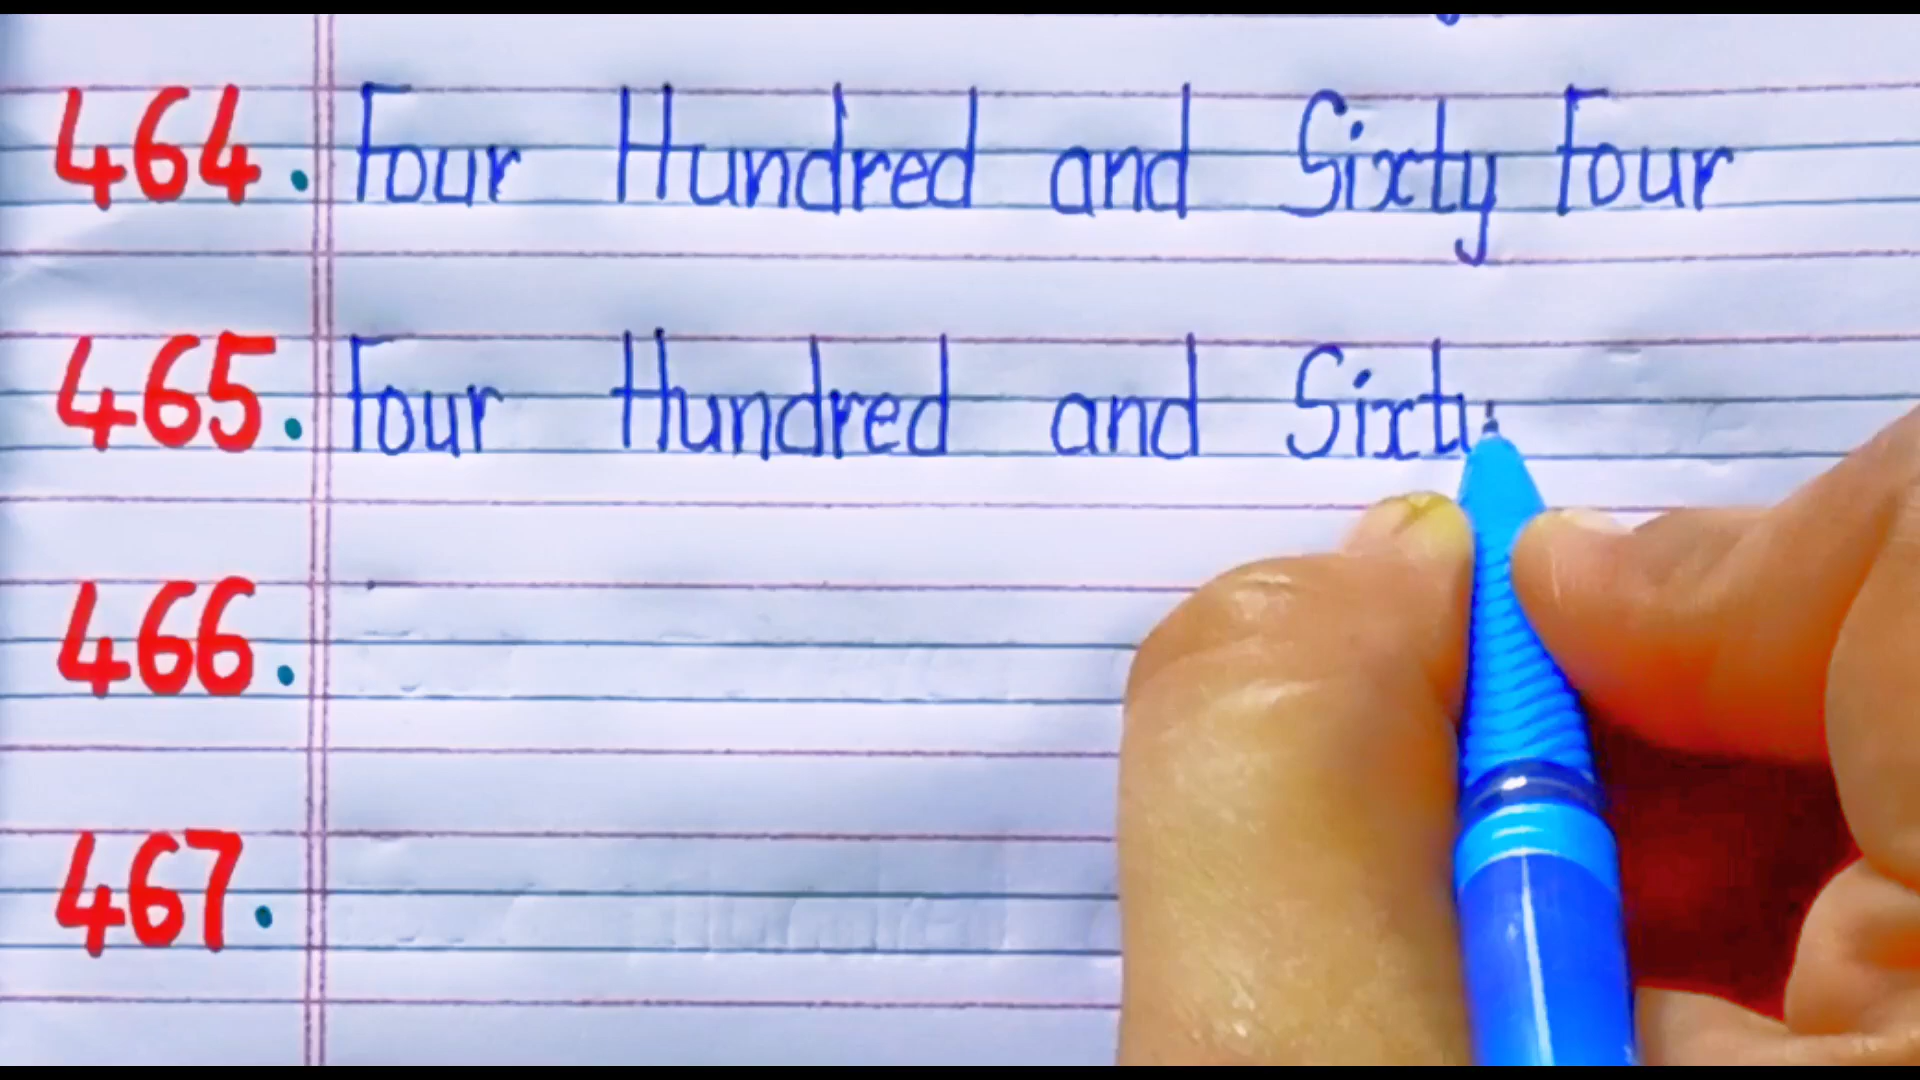 464. Four Hundred and Sixty Four
465. Four Hundred and Sixty
466.
467.